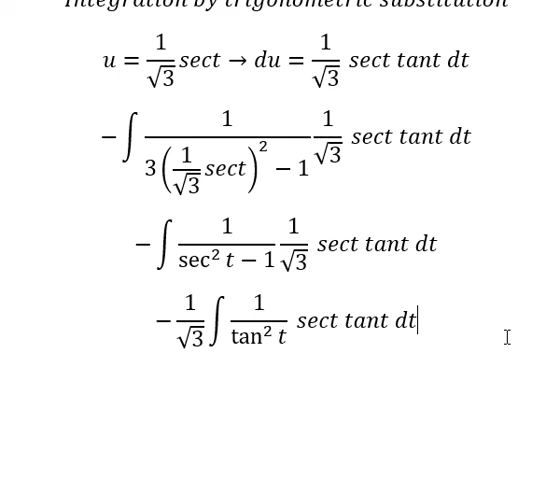 Integration by trigonometric substitution
u = 1/√3 sect → du = 1/√3 sect tant dt
−∫ 1/(3(1/√3 sect)² − 1) 1/√3 sect tant dt
−∫ 1/(sec² t − 1) 1/√3 sect tant dt
−1/√3 ∫ 1/(tan² t) sect tant dt